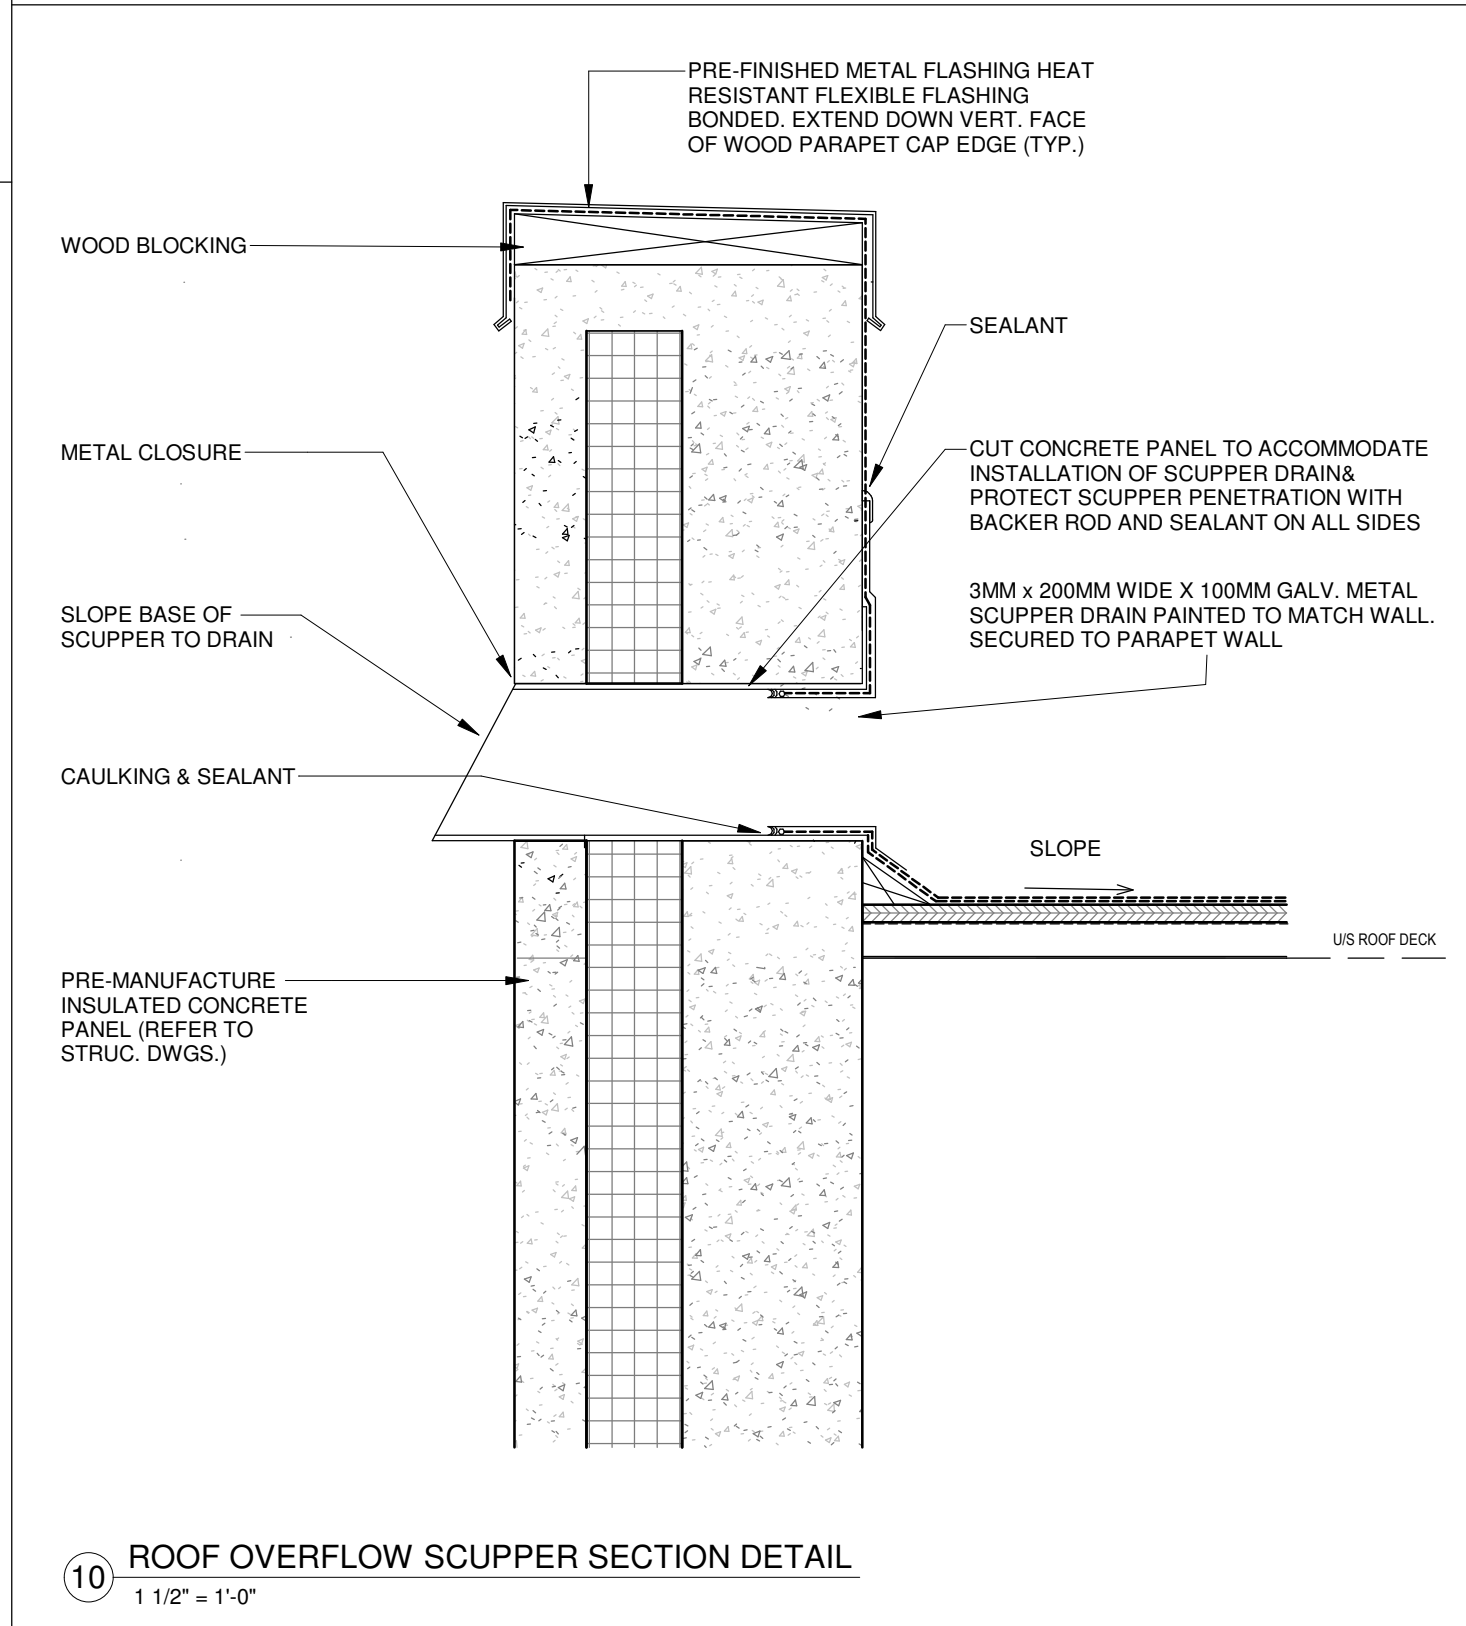 PRE-FINISHED METAL FLASHING HEAT
RESISTANT FLEXIBLE FLASHING
BONDED. EXTEND DOWN VERT. FACE
OF WOOD PARAPET CAP EDGE (TYP.)
WOOD BLOCKING
SEALANT
METAL CLOSURE
CUT CONCRETE PANEL TO ACCOMMODATE
INSTALLATION OF SCUPPER DRAIN&
PROTECT SCUPPER PENETRATION WITH
BACKER ROD AND SEALANT ON ALL SIDES
3MM x 200MM WIDE X 100MM GALV. METAL
SCUPPER DRAIN PAINTED TO MATCH WALL.
SECURED TO PARAPET WALL
SLOPE BASE OF
SCUPPER TO DRAIN
CAULKING & SEALANT
SLOPE
U/S ROOF DECK
PRE-MANUFACTURE
INSULATED CONCRETE
PANEL (REFER TO
STRUC. DWGS.)
10
ROOF OVERFLOW SCUPPER SECTION DETAIL
1 1/2" = 1'-0"